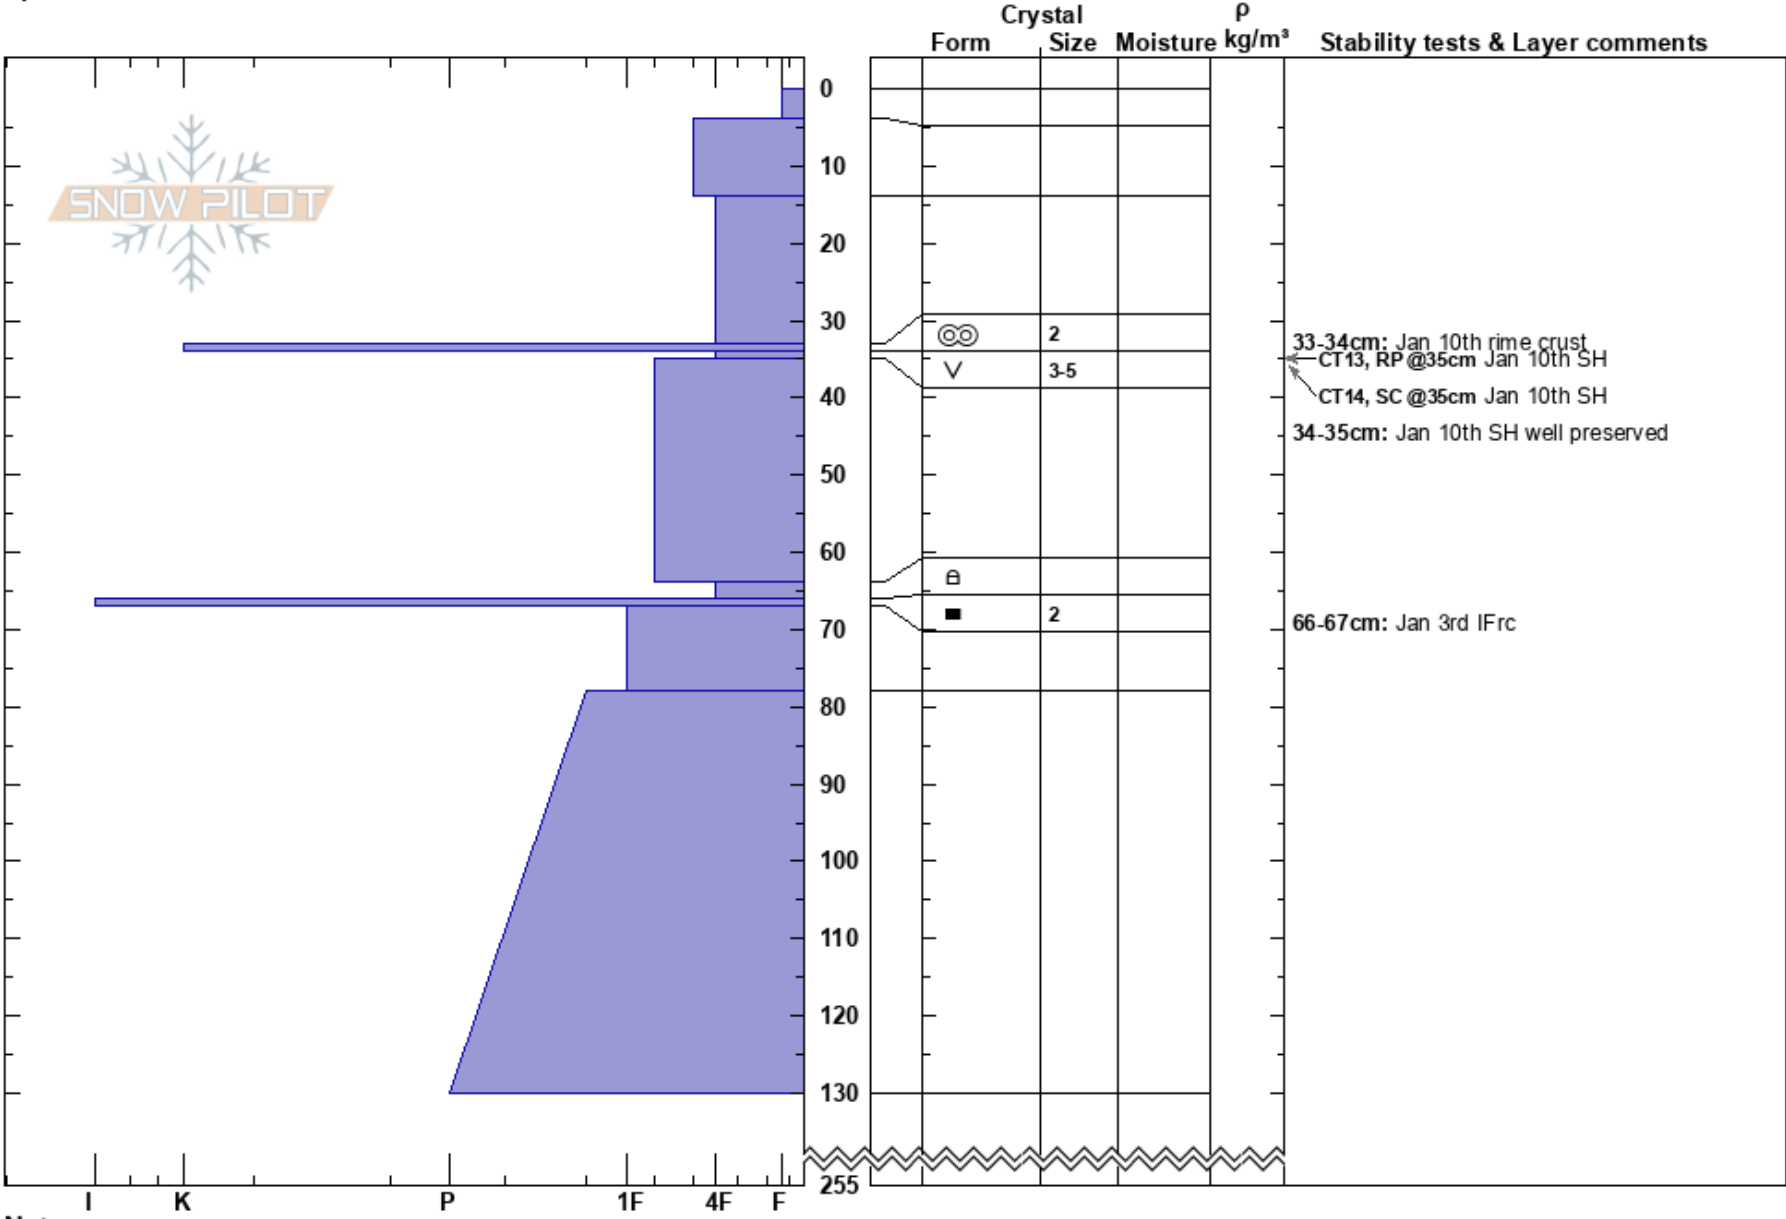 Crystal ρ
Form Size Moisture kg/m³ Stability tests & Layer comments
0
SNOW PILOT
10
20
30
2
33-34cm: Jan 10th rime crust
CT13, RP @35cm Jan 10th SH
3-5
40
CT14, SC @35cm Jan 10th SH
34-35cm: Jan 10th SH well preserved
50
60
2
66-67cm: Jan 3rd IFrc
70
80
90
100
110
120
130
255
I K P 1F 4F F